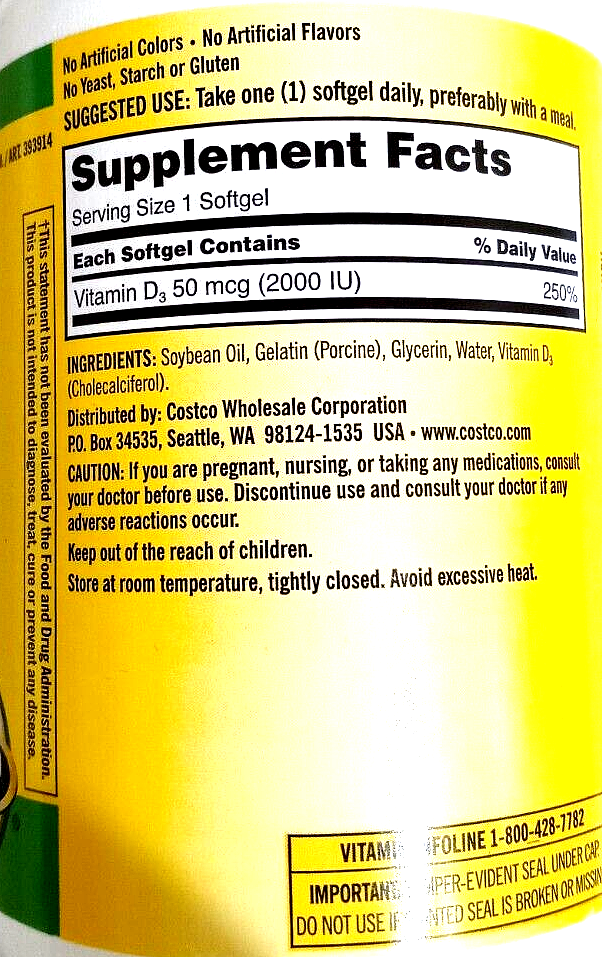 No Artificial Colors • No Artificial Flavors
No Yeast, Starch or Gluten
SUGGESTED USE: Take one (1) softgel daily, preferably with a meal.
Supplement Facts
Serving Size 1 Softgel
Each Softgel Contains % Daily Value
Vitamin D₃ 50 mcg (2000 IU) 250%
INGREDIENTS: Soybean Oil, Gelatin (Porcine), Glycerin, Water, Vitamin D₃
(Cholecalciferol).
Distributed by: Costco Wholesale Corporation
P.O. Box 34535, Seattle, WA 98124-1535 USA • www.costco.com
CAUTION: If you are pregnant, nursing, or taking any medications, consult
your doctor before use. Discontinue use and consult your doctor if any
adverse reactions occur.
Keep out of the reach of children.
Store at room temperature, tightly closed. Avoid excessive heat.
/ ART. 393914
†This statement has not been evaluated by the Food and Drug Administration.
This product is not intended to diagnose, treat, cure or prevent any disease.
1-800-428-7782
SEAL UNDER CAP.
DO NOT USE SEAL IS BROKEN OR